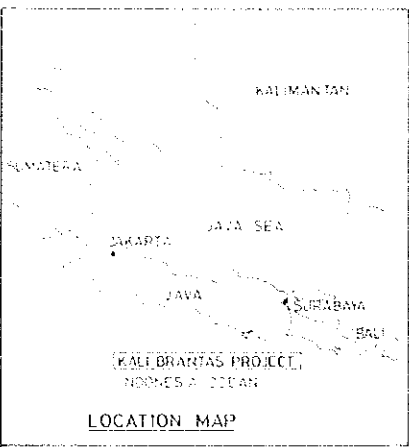 KALIMANTAN
SUMATERA
JAVA SEA
JAKARTA
JAVA
SURABAYA
BALI
KALI BRANTAS PROJECT
LOCATION MAP